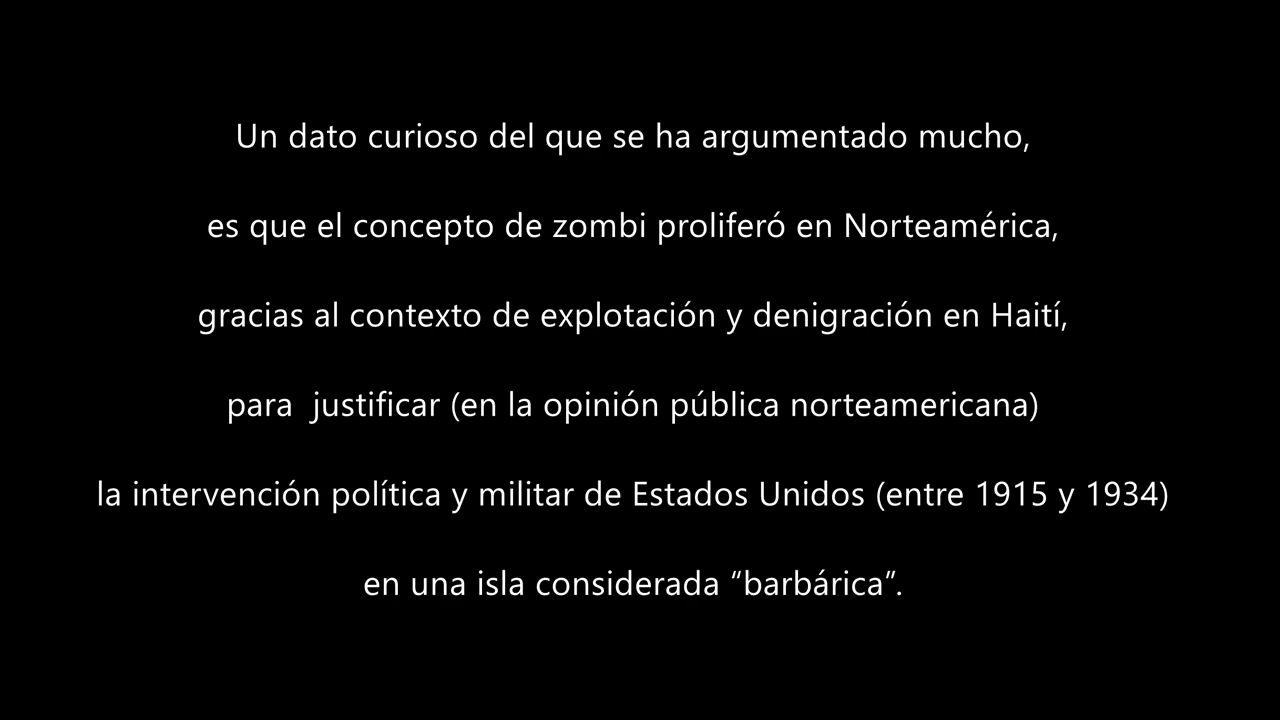 Un dato curioso del que se ha argumentado mucho,
es que el concepto de zombi proliferó en Norteamérica,
gracias al contexto de explotación y denigración en Haití,
para  justificar (en la opinión pública norteamericana)
la intervención política y militar de Estados Unidos (entre 1915 y 1934)
en una isla considerada “barbárica”.